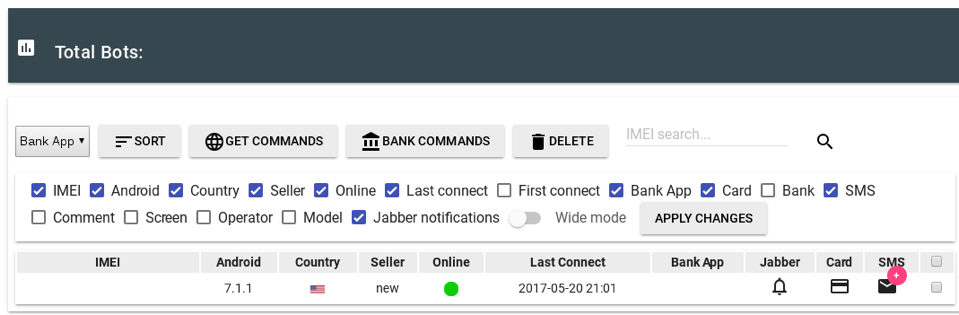 Total Bots:
Bank App ▼ SORT GET COMMANDS BANK COMMANDS DELETE IMEI search...
IMEI Android Country Seller Online Last connect First connect Bank App Card Bank SMS
Comment Screen Operator Model Jabber notifications Wide mode APPLY CHANGES
IMEI Android Country Seller Online Last Connect Bank App Jabber Card SMS
7.1.1 new 2017-05-20 21:01 +